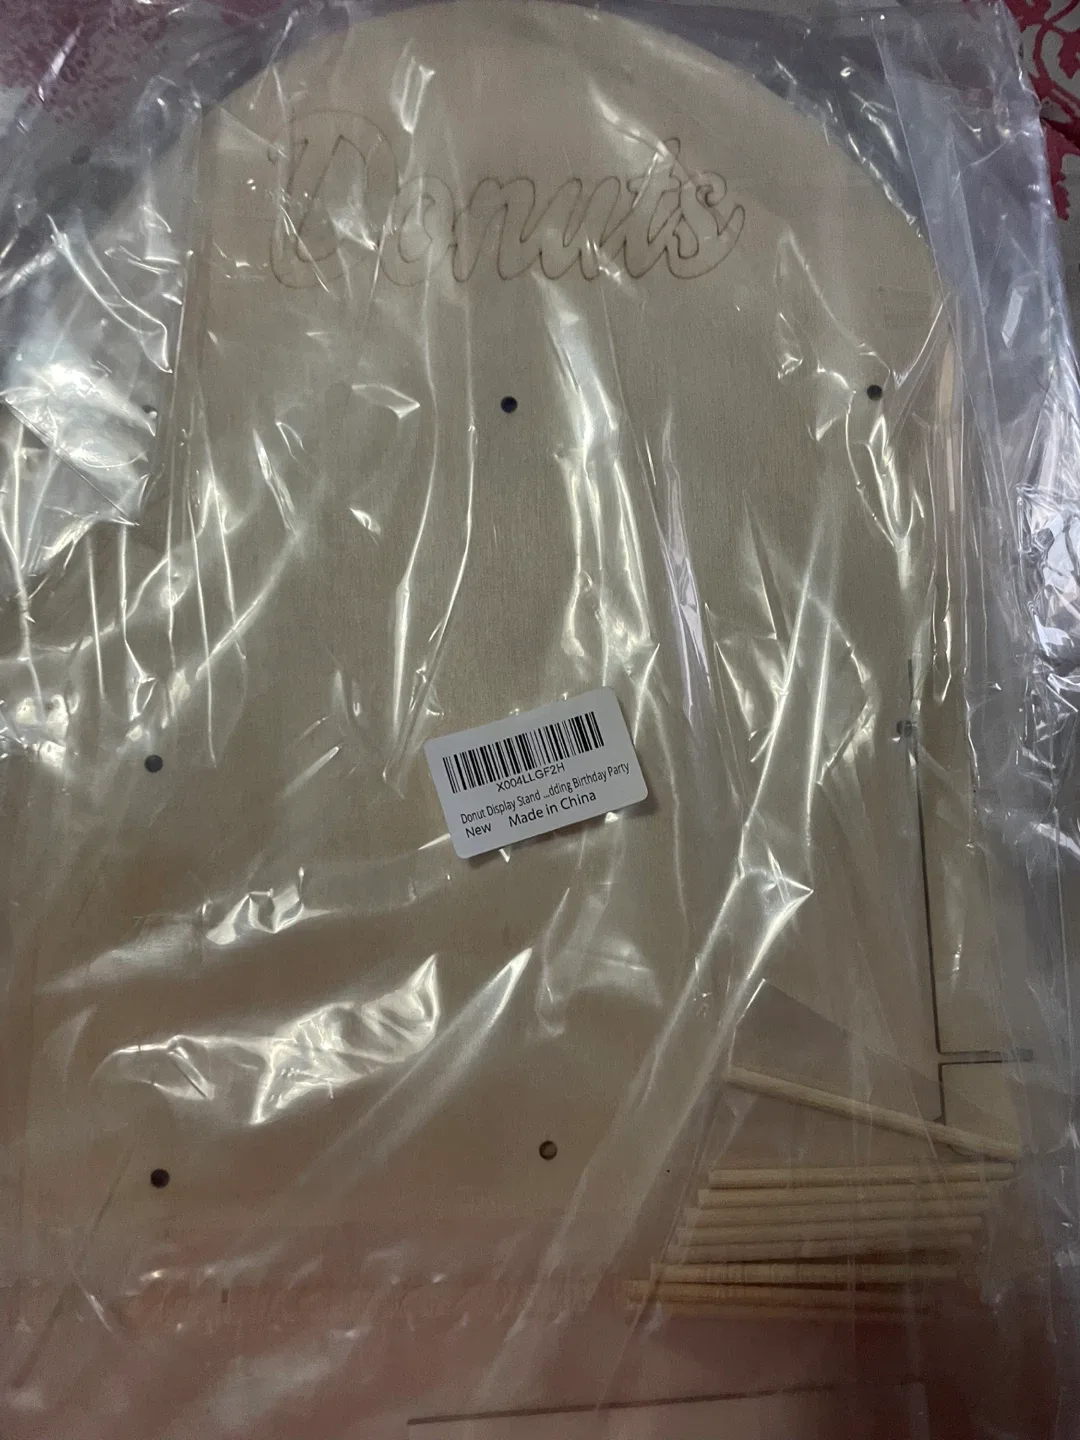 Donuts
X004LLGF2H
Donut Display Stand ...dding Birthday Party
New Made in China